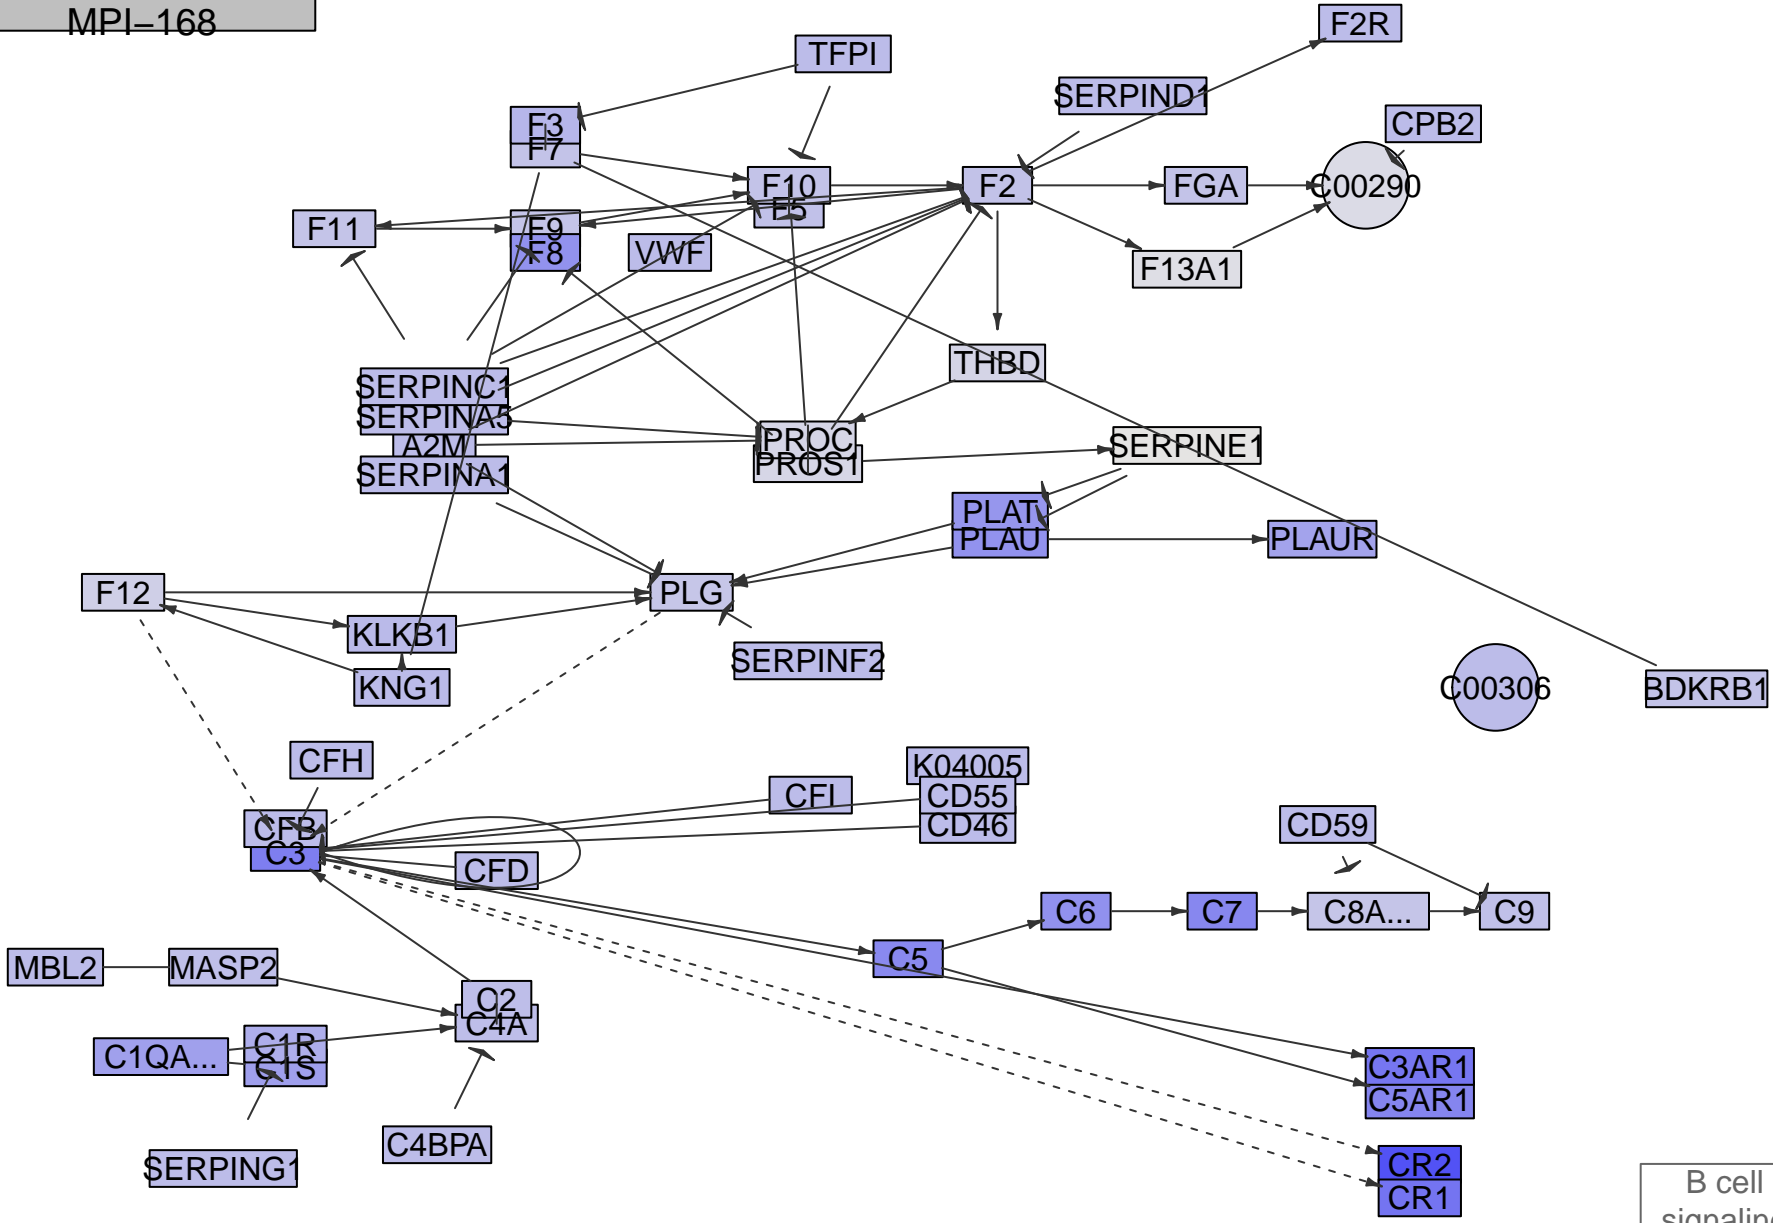 MPI−168
F2R
TFPI
SERPIND1
CPB2
F3
F7
F10
F5
F2
FGA
C00290
F11
F9
F8
VWF
F13A1
THBD
SERPINC1
SERPINA5
A2M
SERPINA1
PROC
PROS1
SERPINE1
PLAT
PLAU
PLAUR
F12
PLG
KLKB1
KNG1
SERPINF2
C00306
BDKRB1
CFH
K04005
CFI
CD55
CD46
CFB
C3
CFD
CD59
C6
C7
C8A...
C9
C5
MBL2
MASP2
C2
C4A
C1QA...
C1R
C1S
C3AR1
C5AR1
C4BPA
SERPING1
CR2
CR1
B cell
signaling